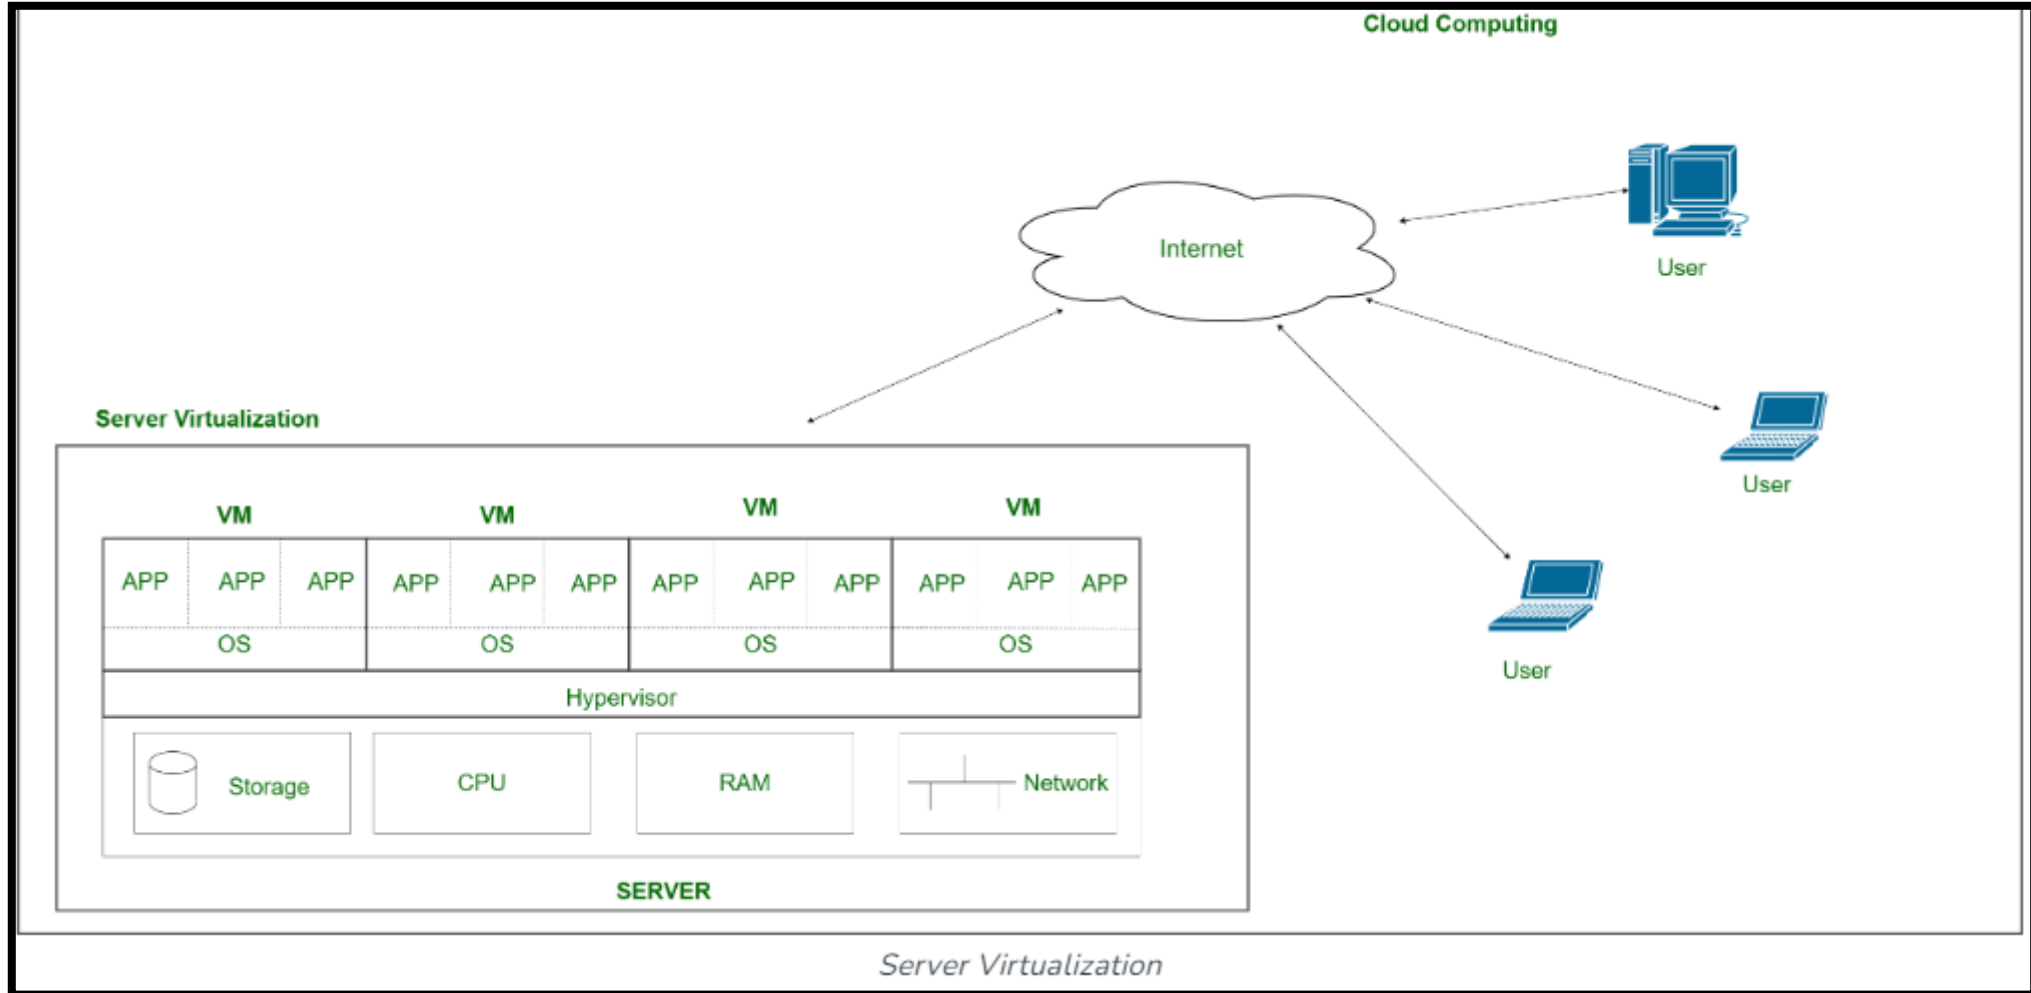 Cloud Computing
Internet
User
Server Virtualization
User
VM VM VM VM
APP APP APP APP APP APP APP APP APP APP APP APP
OS OS OS OS
User
Hypervisor
Storage CPU RAM Network
SERVER
Server Virtualization